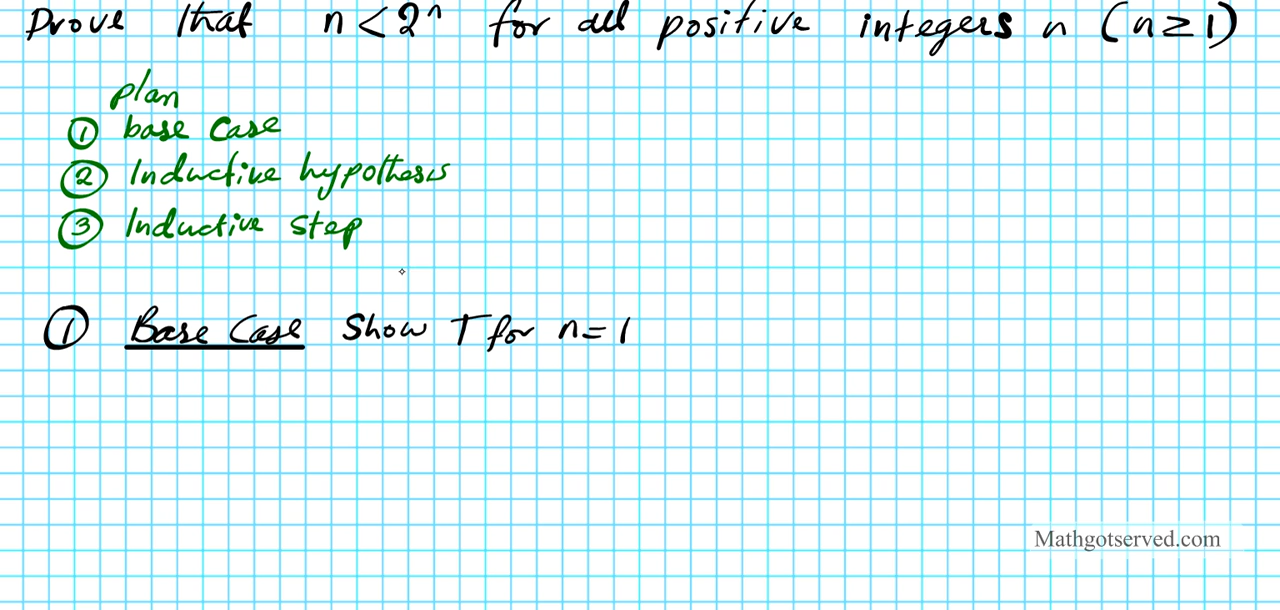 Prove that n < 2ⁿ for all positive integers n (n ≥ 1)
plan
① base case
② Inductive hypothesis
③ Inductive step
① Base Case Show T for n = 1
Mathgotserved.com